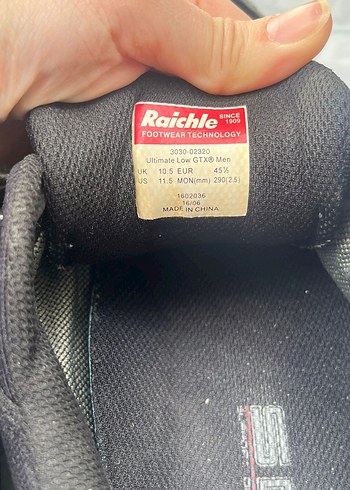 Raichle SINCE 1909
FOOTWEAR TECHNOLOGY
3030-02320
Ultimate Low GTX® Men
UK 10.5 EUR 45⅓
US 11.5 MON(mm) 290(2.5)
1602036
16/06
MADE IN CHINA